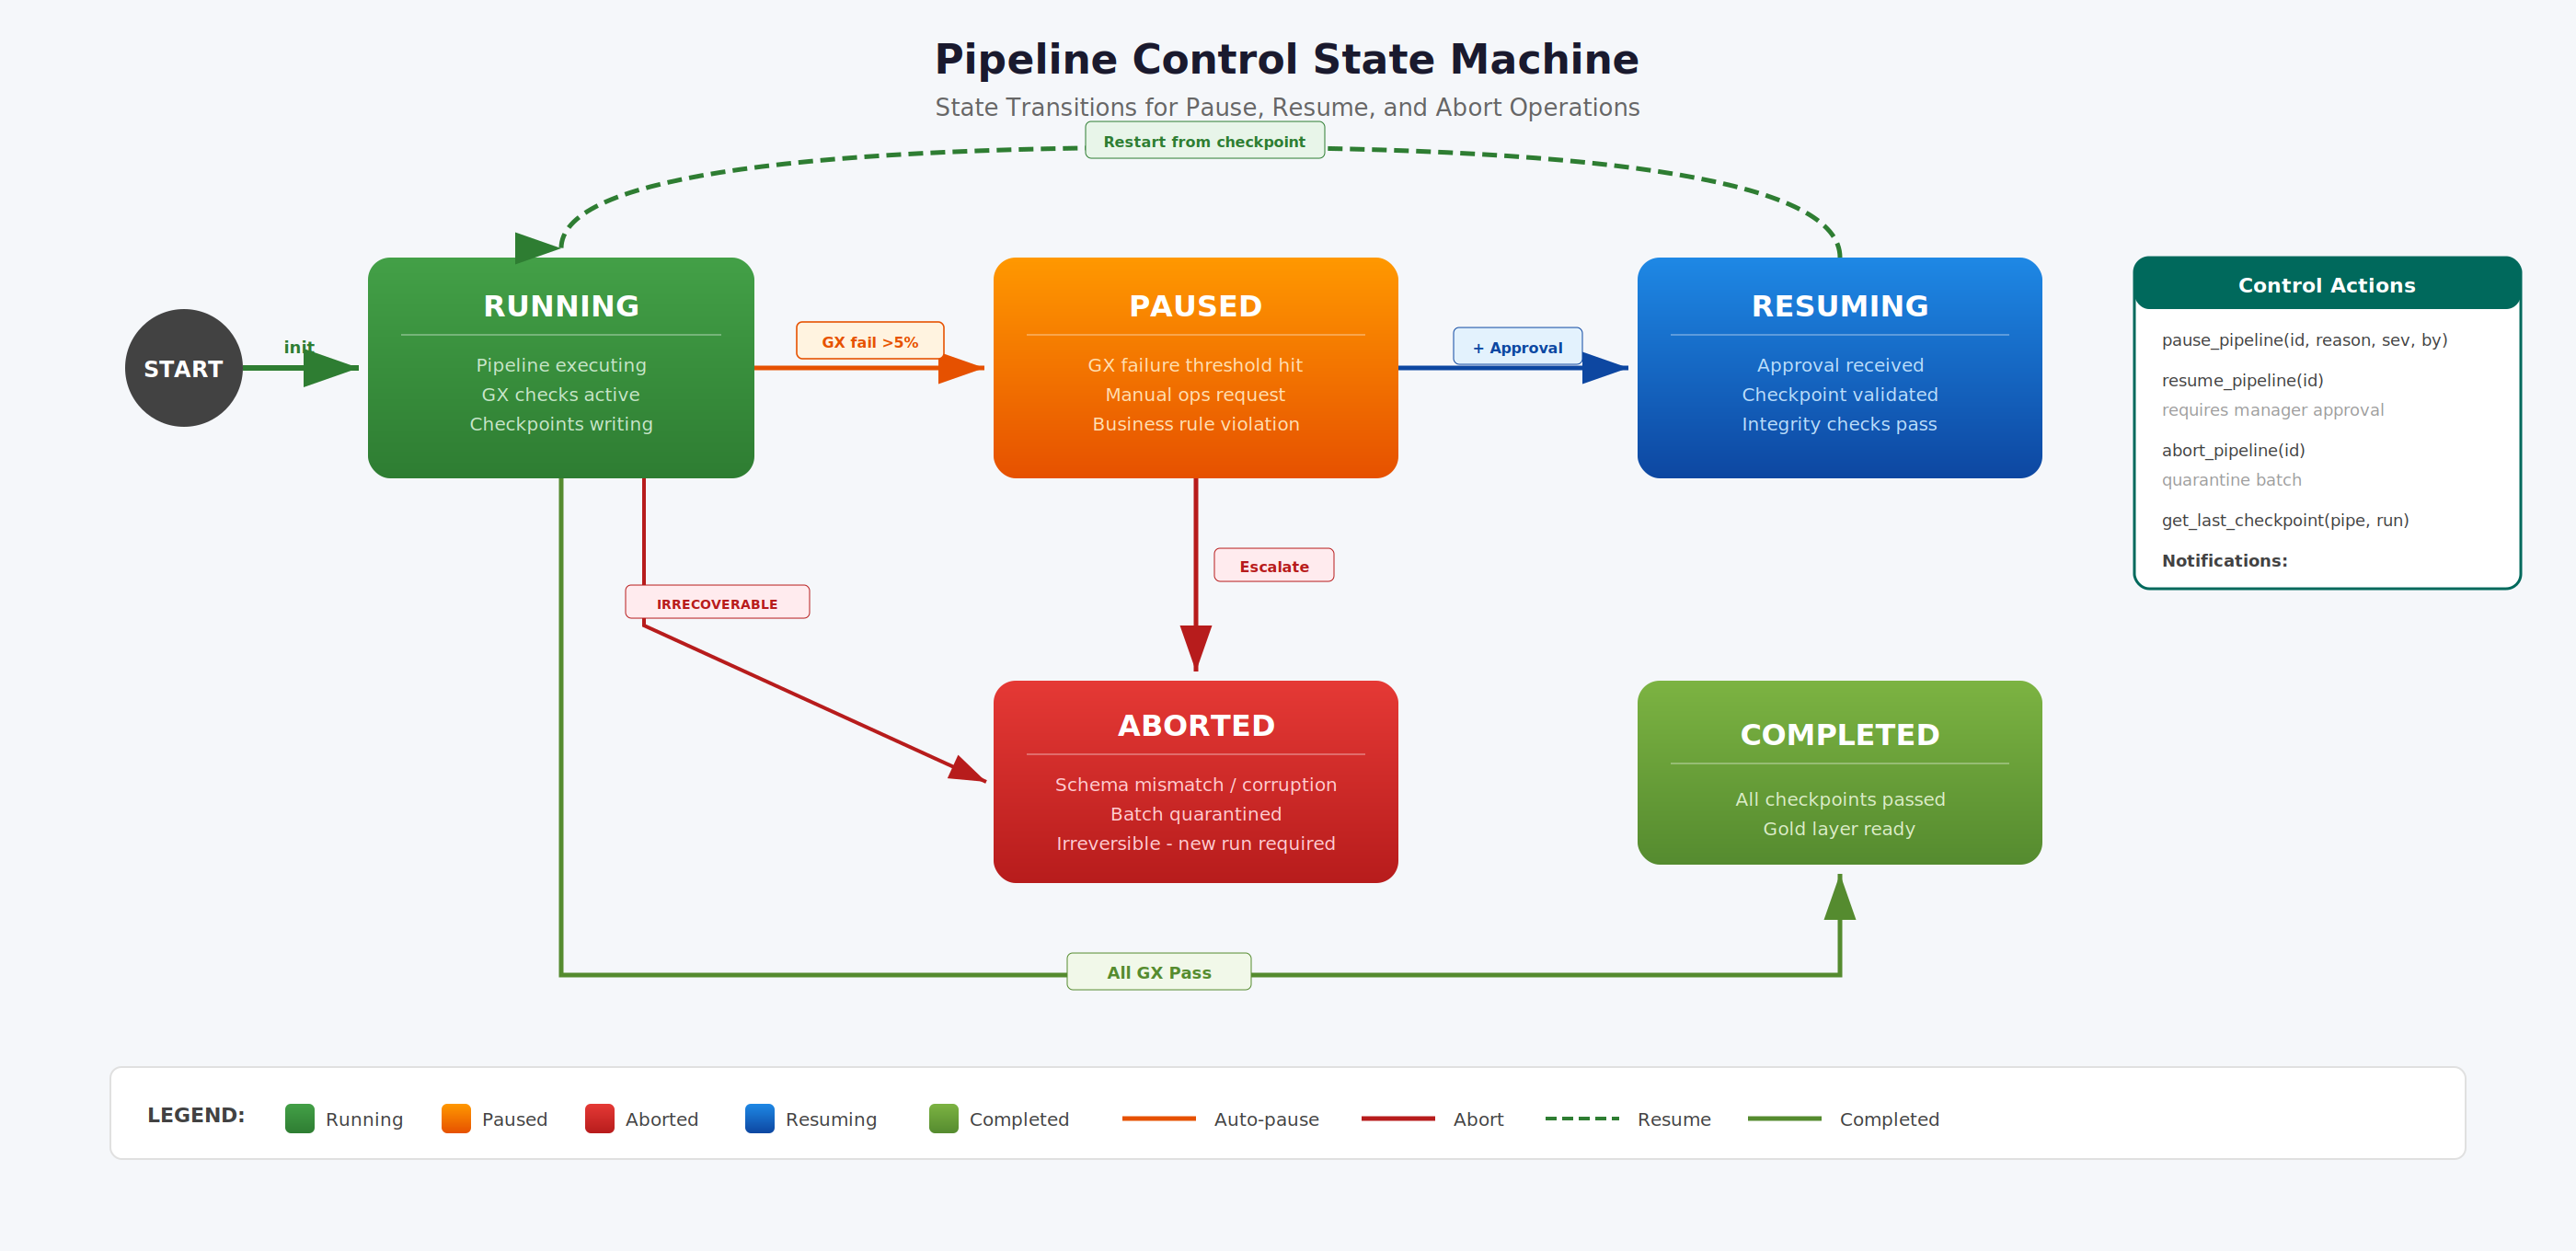 Pipeline Control State Machine
State Transitions for Pause, Resume, and Abort Operations
Restart from checkpoint
START
init
RUNNING
Pipeline executing
GX checks active
Checkpoints writing
GX fail >5%
PAUSED
GX failure threshold hit
Manual ops request
Business rule violation
+ Approval
RESUMING
Approval received
Checkpoint validated
Integrity checks pass
Control Actions
pause_pipeline(id, reason, sev, by)
resume_pipeline(id)
requires manager approval
abort_pipeline(id)
quarantine batch
get_last_checkpoint(pipe, run)
Notifications:
IRRECOVERABLE
Escalate
ABORTED
Schema mismatch / corruption
Batch quarantined
Irreversible - new run required
COMPLETED
All checkpoints passed
Gold layer ready
All GX Pass
LEGEND:
Running
Paused
Aborted
Resuming
Completed
Auto-pause
Abort
Resume
Completed